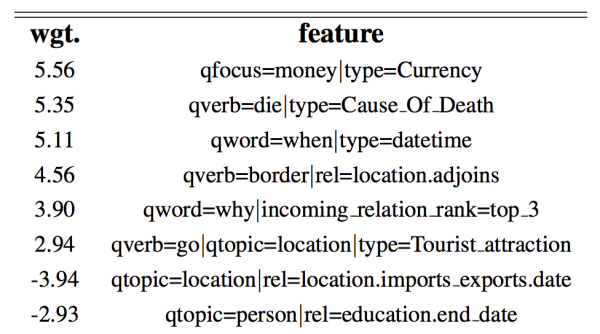 wgt. feature
5.56 qfocus=money|type=Currency
5.35 qverb=die|type=Cause_Of_Death
5.11 qword=when|type=datetime
4.56 qverb=border|rel=location.adjoins
3.90 qword=why|incoming_relation_rank=top_3
2.94 qverb=go|qtopic=location|type=Tourist_attraction
-3.94 qtopic=location|rel=location.imports_exports.date
-2.93 qtopic=person|rel=education.end_date